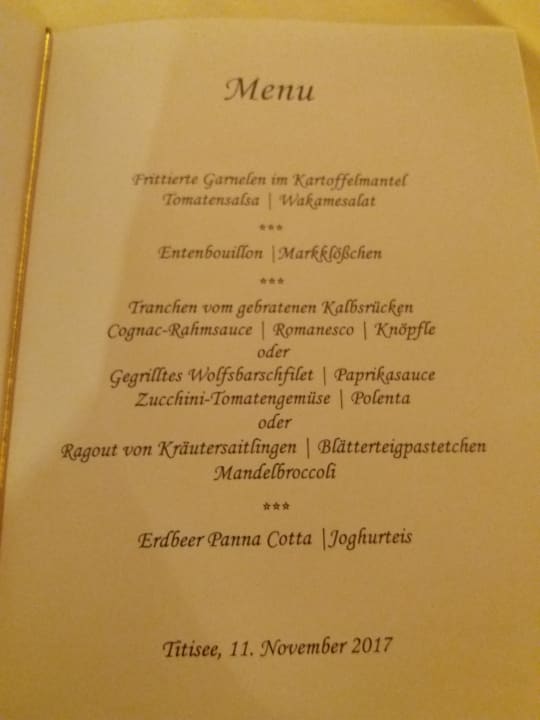 Menu
Frittierte Garnelen im Kartoffelmantel
Tomatensalsa | Wakamesalat
***
Entenbouillon |Markklößchen
***
Tranchen vom gebratenen Kalbsrücken
Cognac-Rahmsauce | Romanesco | Knöpfle
oder
Gegrilltes Wolfsbarschfilet | Paprikasauce
Zucchini-Tomatengemüse | Polenta
oder
Ragout von Kräutersaitlingen | Blätterteigpastetchen
Mandelbroccoli
***
Erdbeer Panna Cotta |Joghurteis
Titisee, 11. November 2017